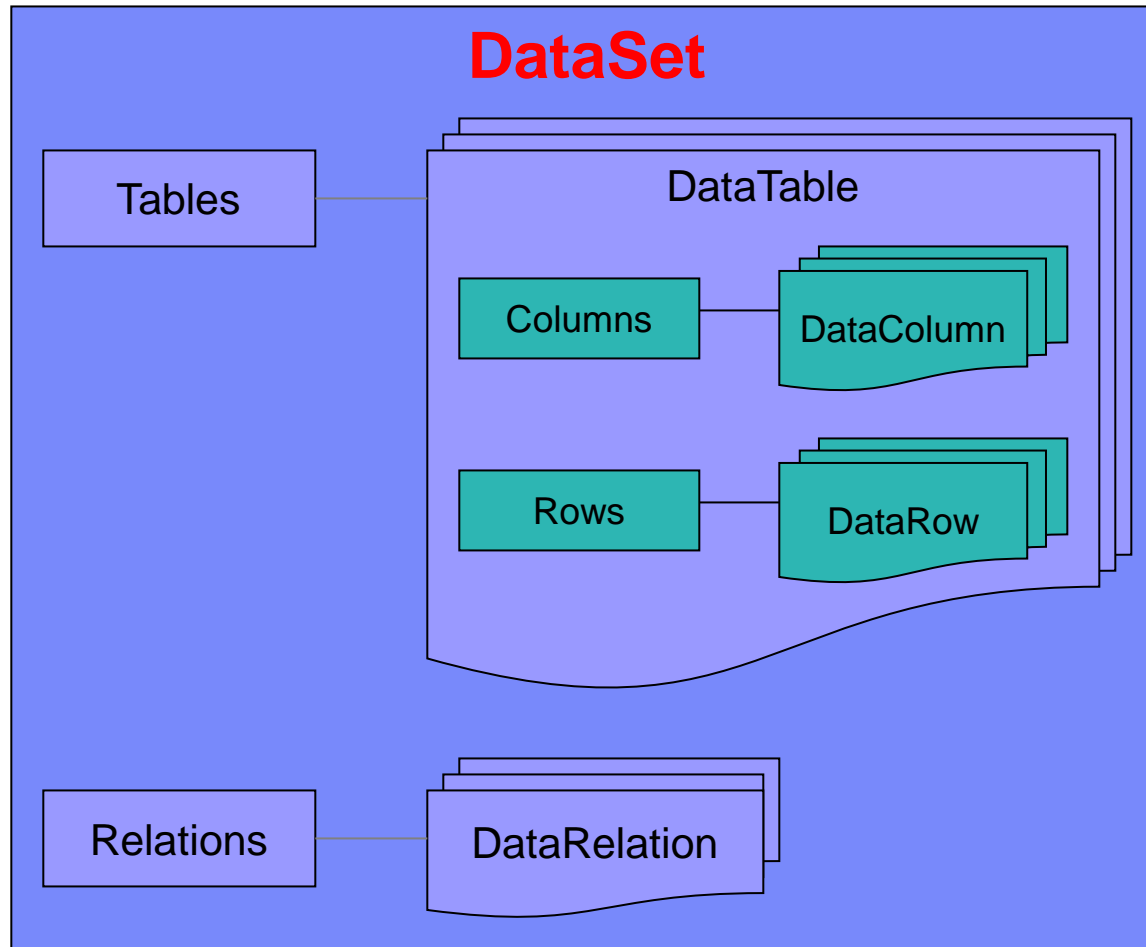 DataSet
Tables
DataTable
Columns
DataColumn
Rows
DataRow
Relations
DataRelation